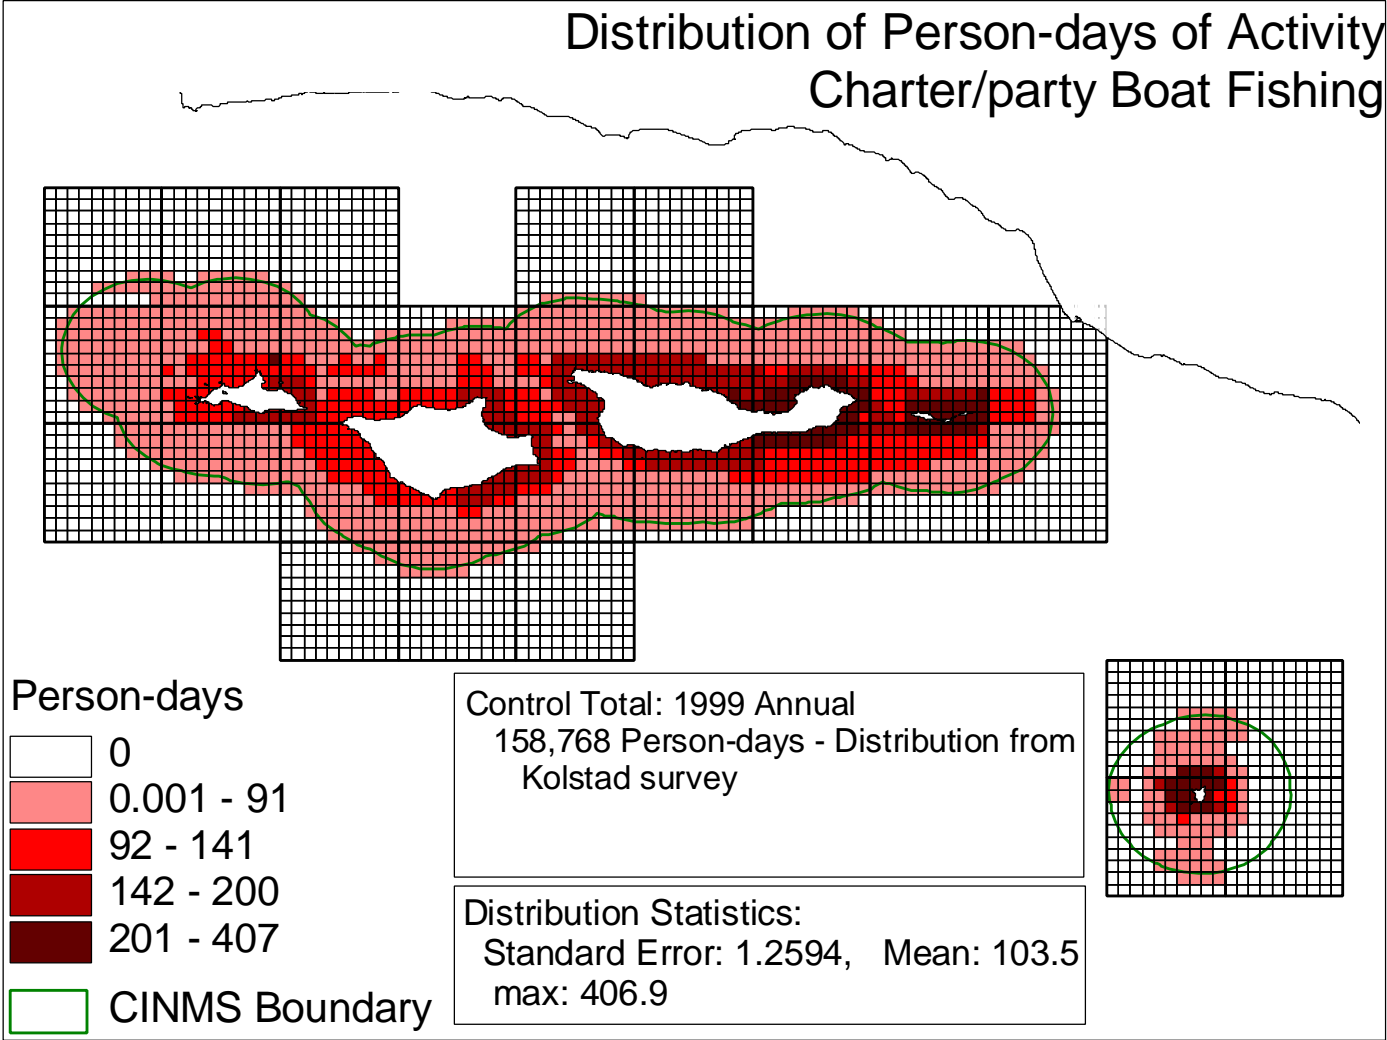 Distribution of Person-days of Activity
Charter/party Boat Fishing
Person-days
0
0.001 - 91
92 - 141
142 - 200
201 - 407
CINMS Boundary
Control Total: 1999 Annual
158,768 Person-days - Distribution from
Kolstad survey
Distribution Statistics:
Standard Error: 1.2594, Mean: 103.5
max: 406.9